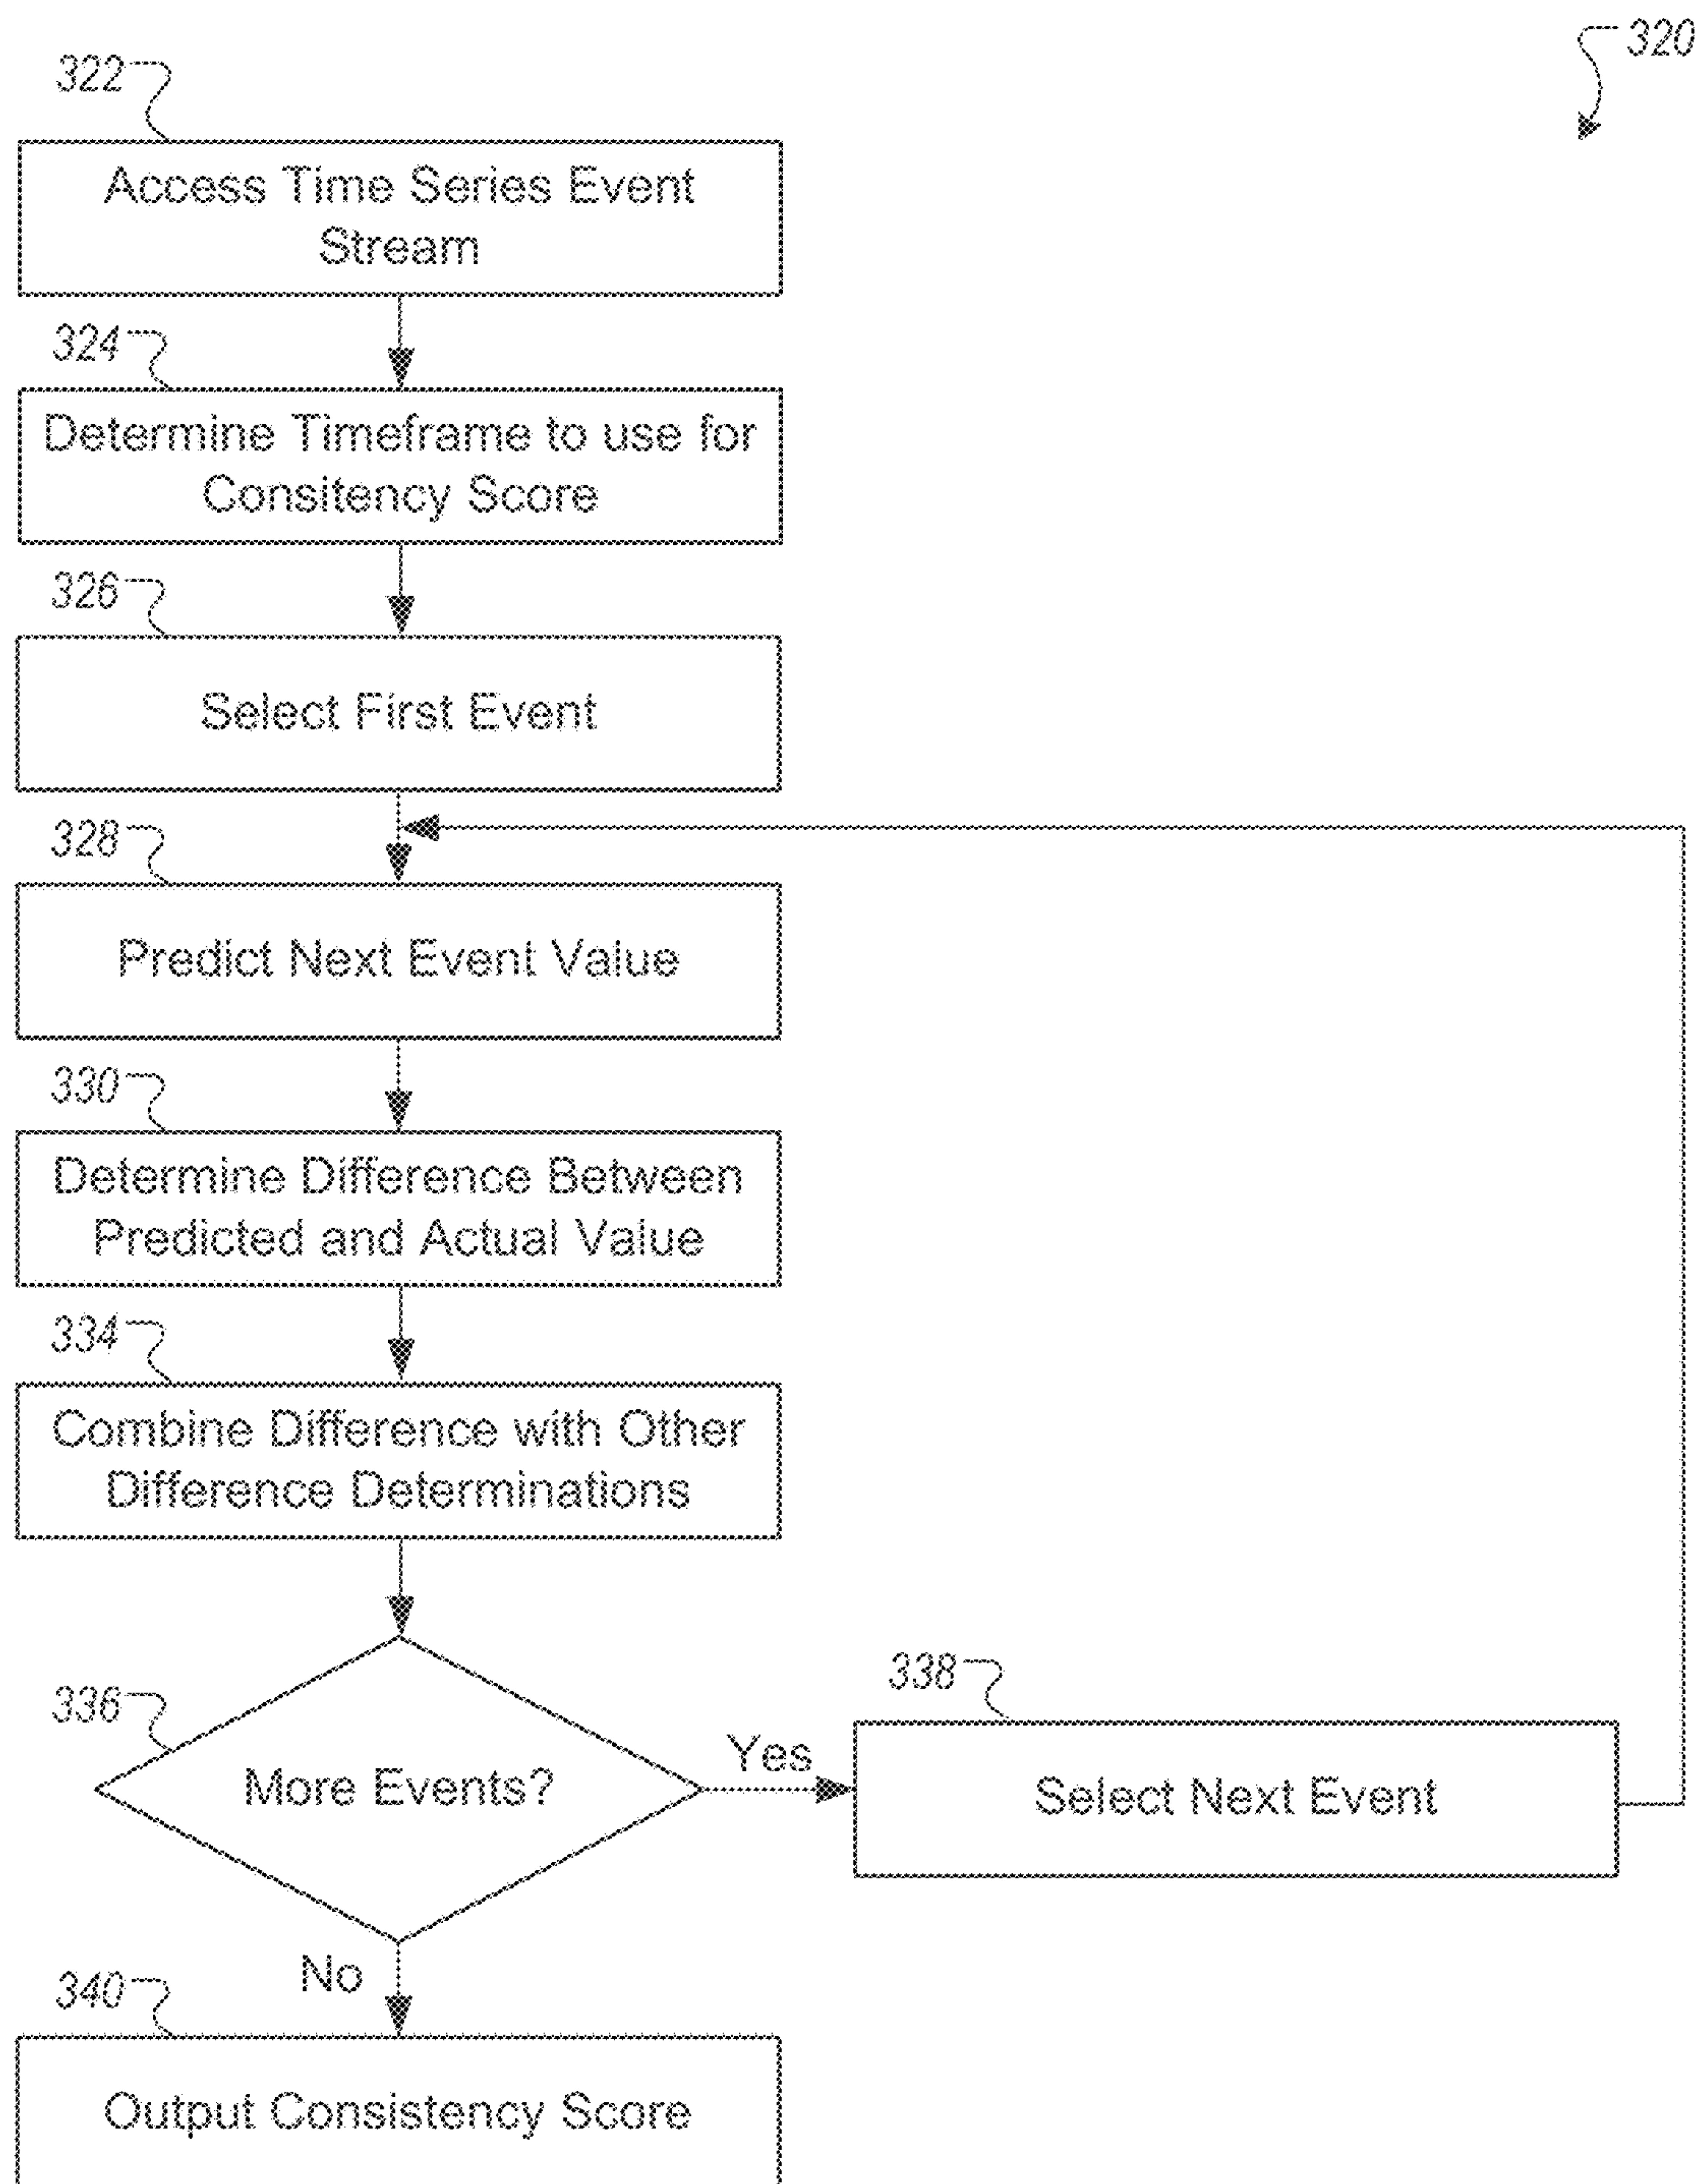 320
322
Access Time Series Event
Stream
324
Determine Timeframe to use for
Consitency Score
326
Select First Event
328
Predict Next Event Value
330
Determine Difference Between
Predicted and Actual Value
334
Combine Difference with Other
Difference Determinations
336
More Events?
Yes
338
Select Next Event
No
340
Output Consistency Score